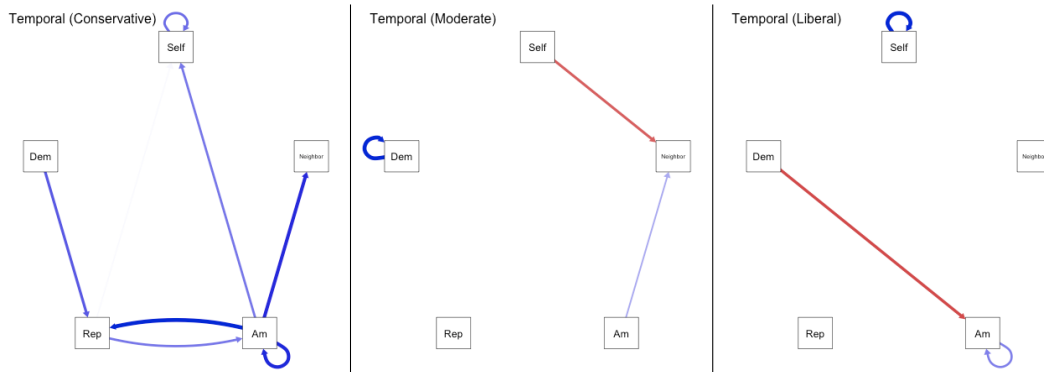 Temporal (Conservative)
Self
Dem
Neighbor
Rep
Am
Temporal (Moderate)
Self
Dem
Neighbor
Rep
Am
Temporal (Liberal)
Self
Dem
Neighbor
Rep
Am